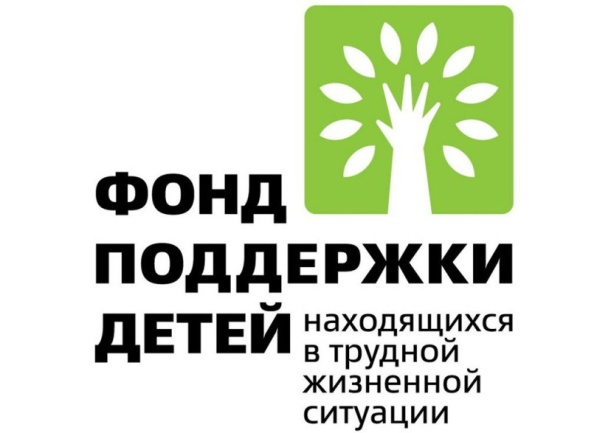 ФОНД
ПОДДЕРЖКИ
ДЕТЕЙ
находящихся
в трудной
жизненной
ситуации